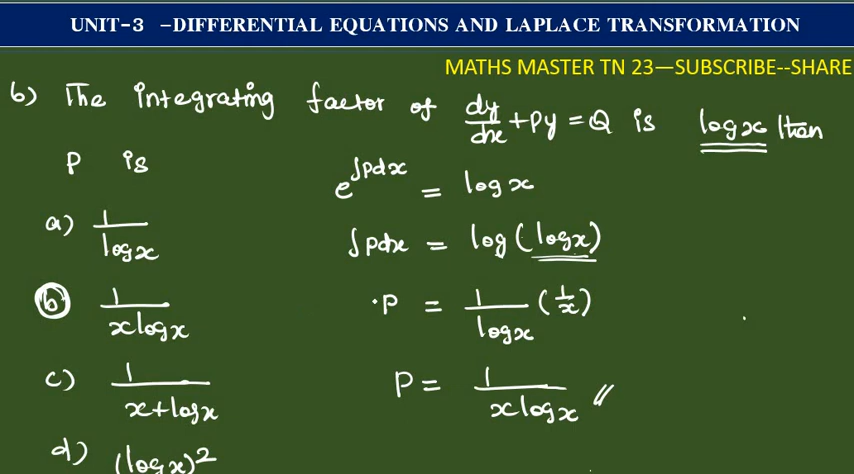 UNIT-3 –DIFFERENTIAL EQUATIONS AND LAPLACE TRANSFORMATION
MATHS MASTER TN 23—SUBSCRIBE--SHARE
6) The integrating factor of dy/dx + Py = Q is log x then
P is
e^∫Pdx = log x
a) 1/log x
∫Pdx = log (log x)
b) 1/(x log x)
P = 1/log x (1/x)
c) 1/(x+log x)
P = 1/(x log x) //
d) (log x)²